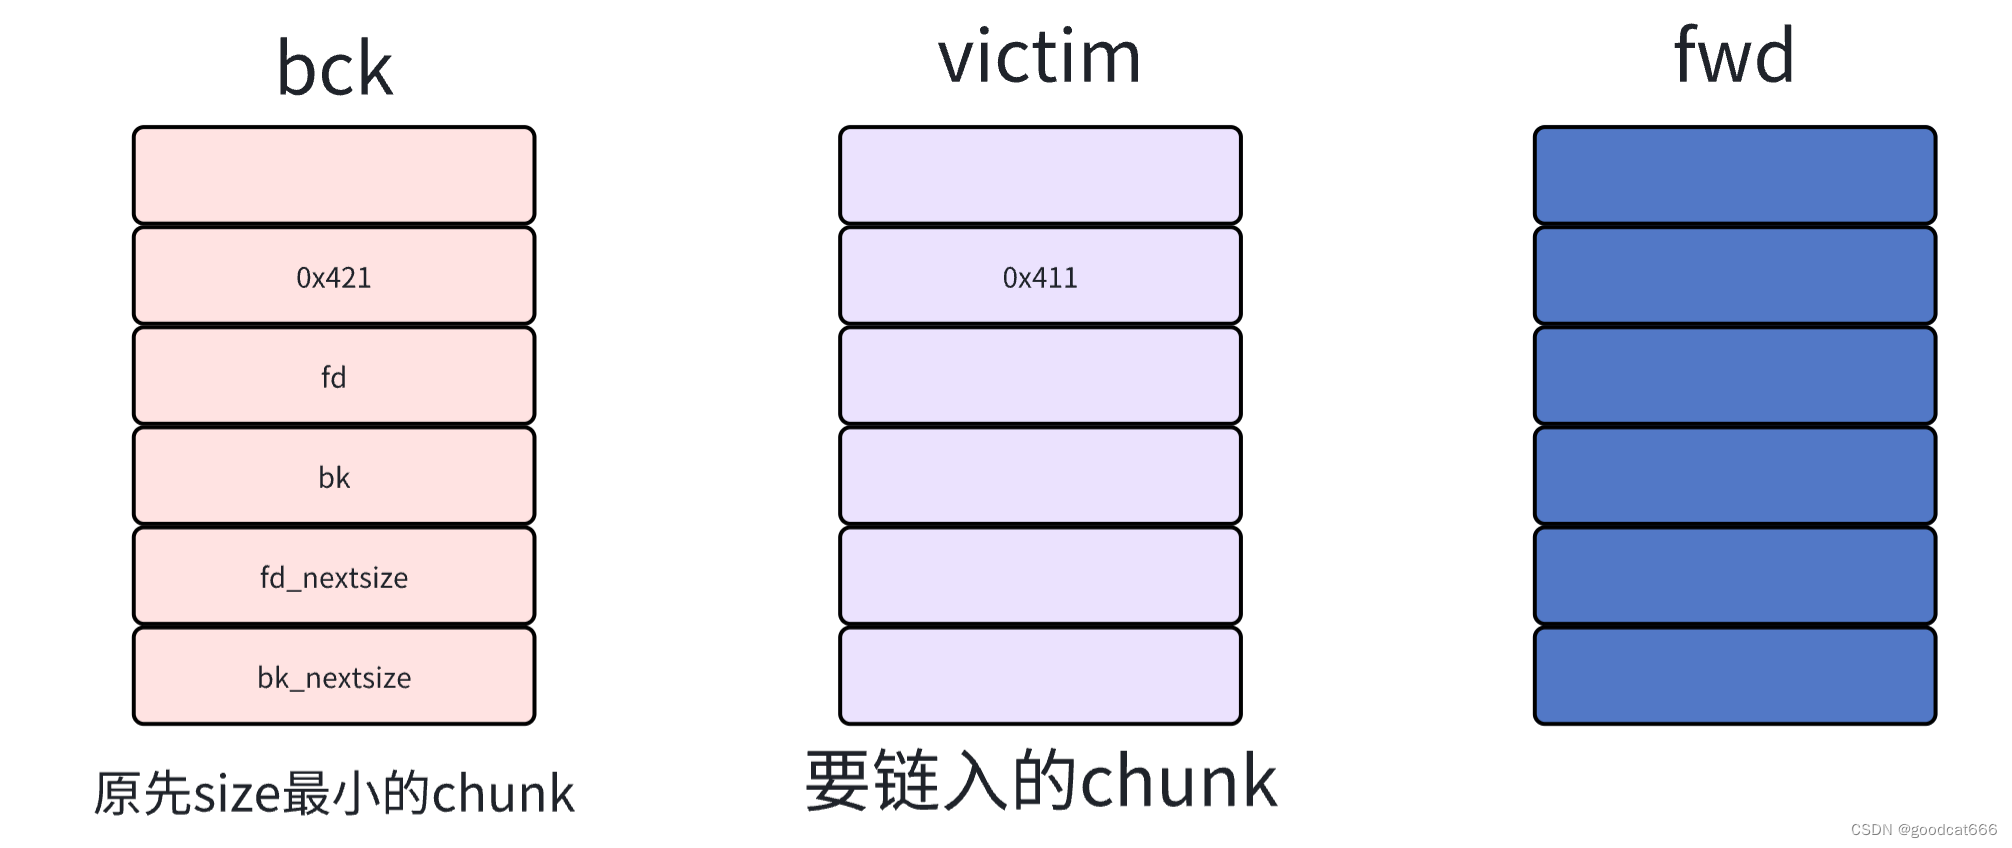 bck
victim
fwd
0x421
0x411
fd
bk
fd_nextsize
bk_nextsize
原先size最小的chunk
要链入的chunk
CSDN @goodcat666